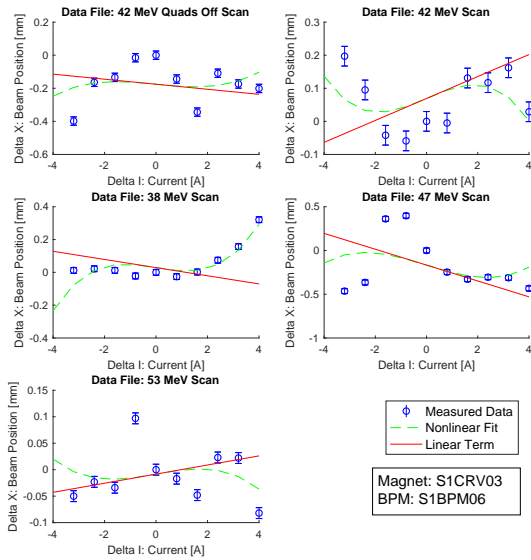 Data File: 42 MeV Quads Off Scan
Delta X: Beam Position [mm]
0.2
0
-0.2
-0.4
-0.6
-4
-2
0
2
4
Delta I: Current [A]
Data File: 42 MeV Scan
Delta X: Beam Position [mm]
0.3
0.2
0.1
0
-0.1
-4
-2
0
2
4
Delta I: Current [A]
Data File: 38 MeV Scan
Delta X: Beam Position [mm]
0.4
0.2
0
-0.2
-0.4
-4
-2
0
2
4
Delta I: Current [A]
Data File: 47 MeV Scan
Delta X: Beam Position [mm]
0.5
0
-0.5
-1
-4
-2
0
2
4
Delta I: Current [A]
Data File: 53 MeV Scan
Delta X: Beam Position [mm]
0.15
0.1
0.05
0
-0.05
-0.1
-4
-2
0
2
4
Delta I: Current [A]
Measured Data
Nonlinear Fit
Linear Term
Magnet: S1CRV03
BPM: S1BPM06